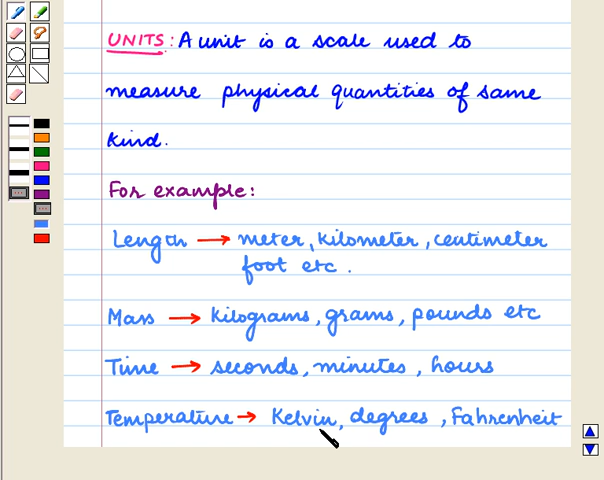 UNITS: A unit is a scale used to
measure physical quantities of same
kind.
For example:
Length → meter, kilometer, centimeter
foot etc.
Mass → kilograms, grams, pounds etc
Time → seconds, minutes, hours
Temperature → Kelvin, degrees, Fahrenheit